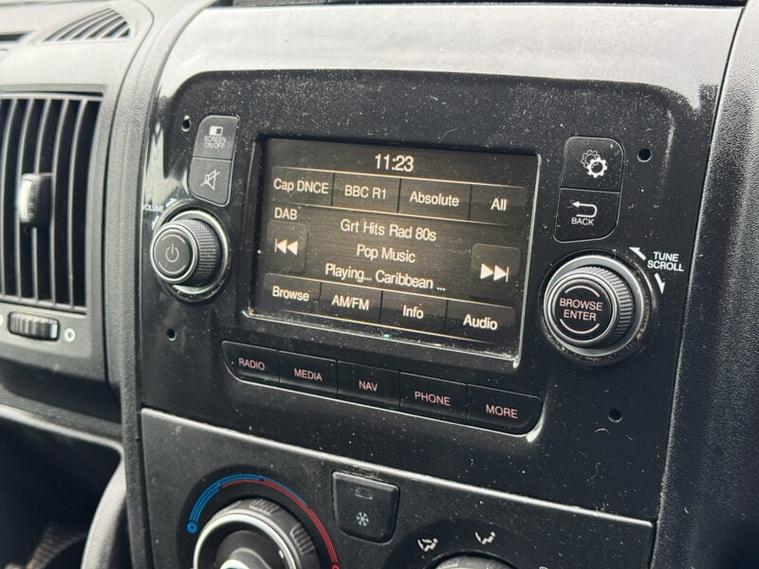 SCREEN
ON/OFF
VOLUME
11:23
Cap DNCE BBC R1 Absolute All
DAB
Grt Hits Rad 80s
Pop Music
Playing... Caribbean ...
Browse AM/FM Info Audio
BACK
TUNE
SCROLL
BROWSE
ENTER
RADIO MEDIA NAV PHONE MORE